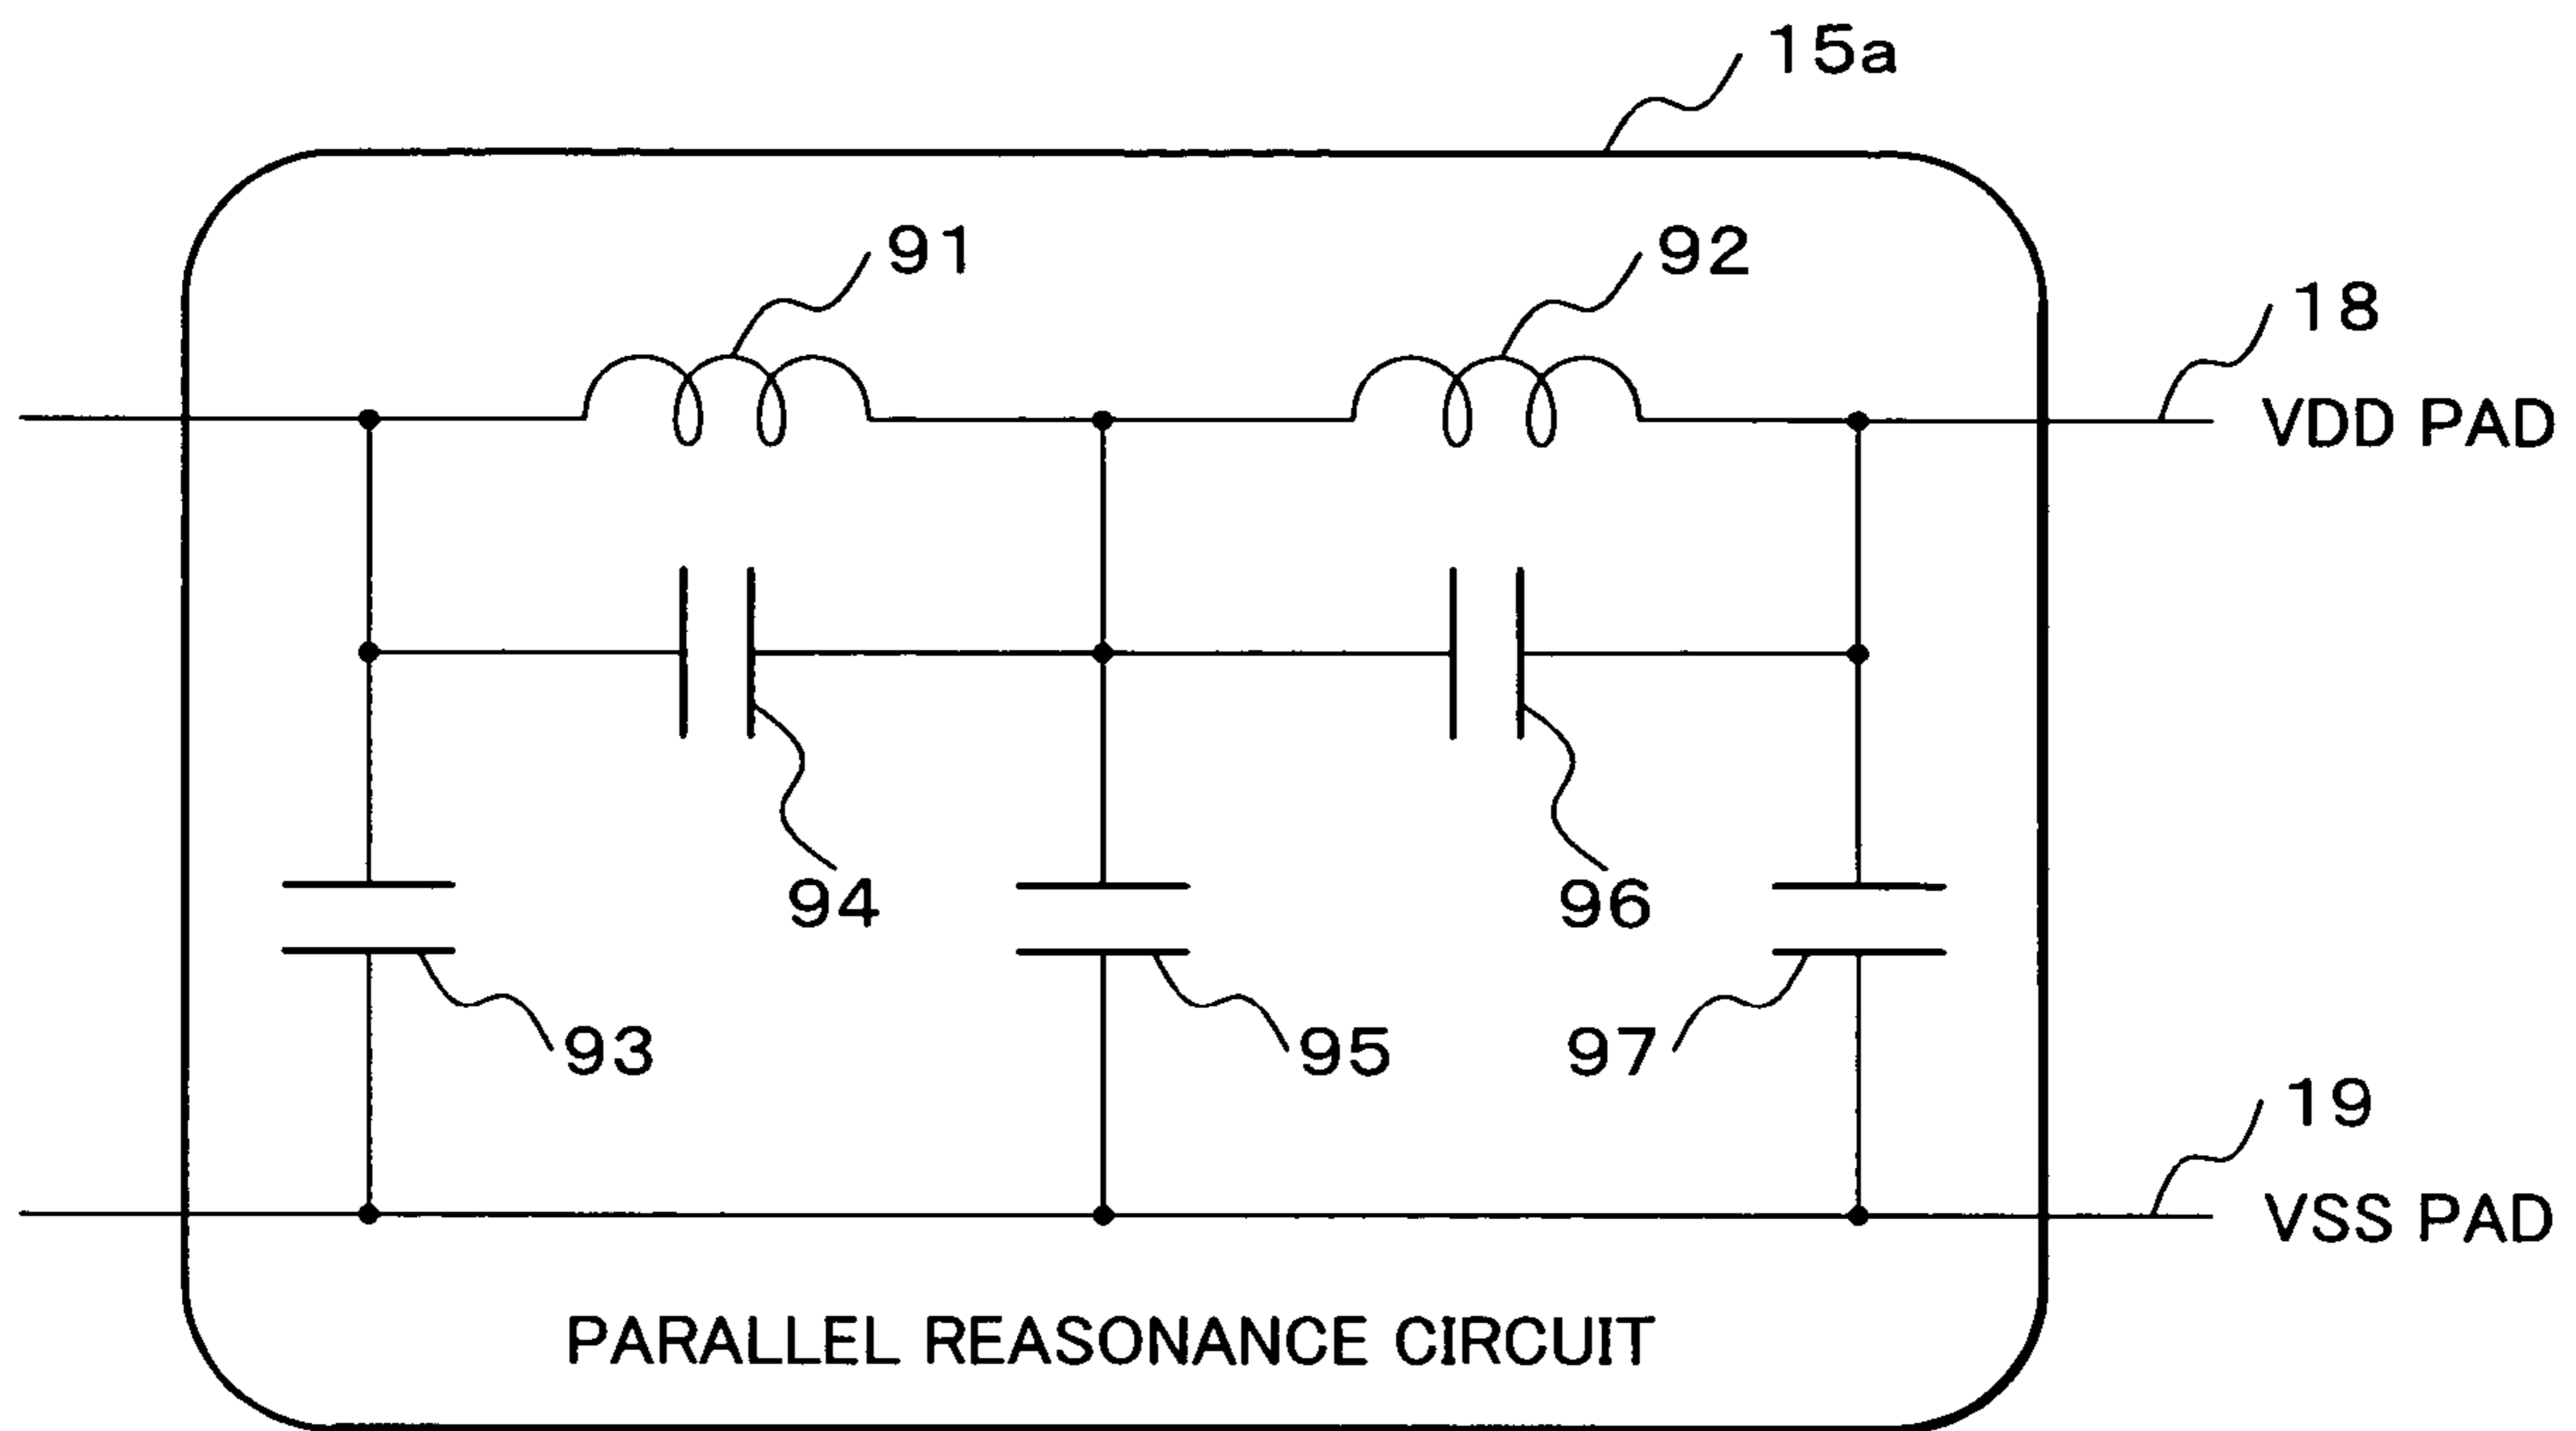 15a
91
92
18
VDD PAD
94
96
93
95
97
19
VSS PAD
PARALLEL REASONANCE CIRCUIT